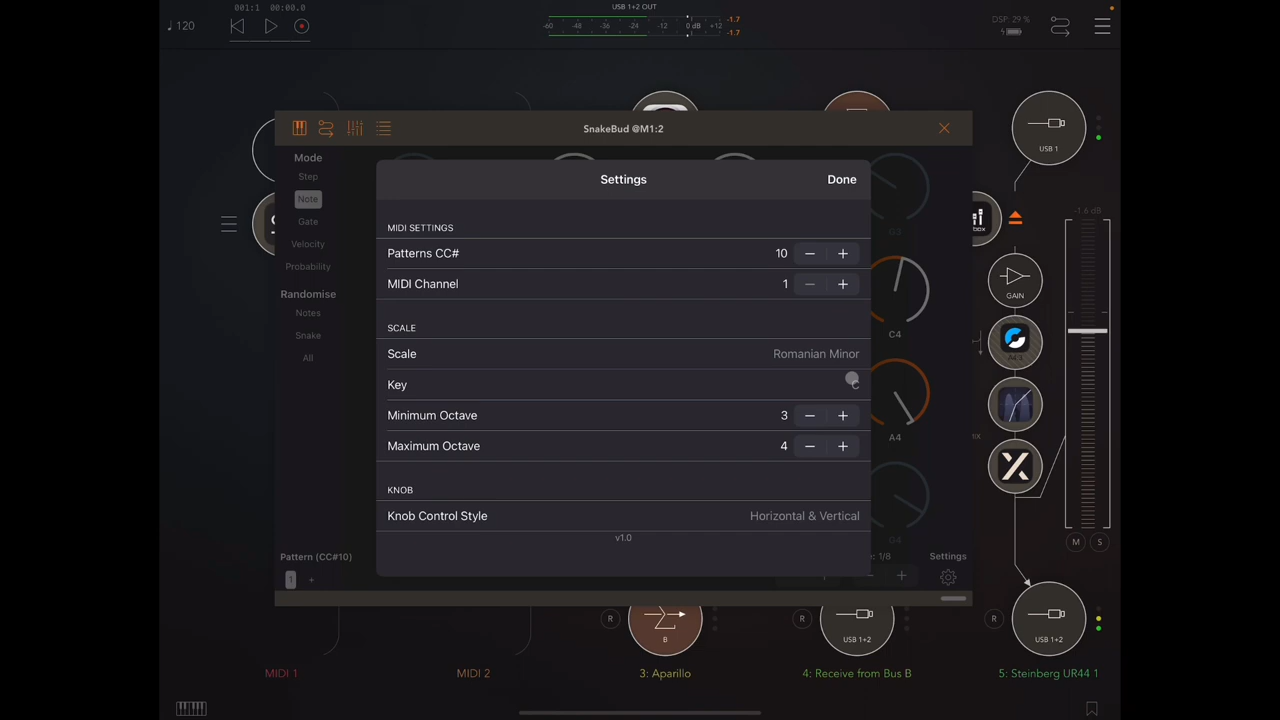 001:1 00:00.0
USB 1+2 OUT
120
-60 -48 -36 -24 -12 0 dB +12
-1.7
-1.7
DSP: 29 %
SnakeBud @M1:2
USB 1
Mode
Step
Note
Gate
Velocity
Probability
Randomise
Notes
Snake
All
Settings
Done
MIDI SETTINGS
Patterns CC# 10 − +
MIDI Channel 1 − +
SCALE
Scale Romanian Minor
Key C
Minimum Octave 3 − +
Maximum Octave 4 − +
KNOB
Knob Control Style Horizontal & Vertical
v1.0
C4
A4
-1.6 dB
GAIN
M S
Pattern (CC#10)
1 +
: 1/8
− +
Settings
R
B
R
USB 1+2
R
USB 1+2
MIDI 1
MIDI 2
3: Aparillo
4: Receive from Bus B
5: Steinberg UR44 1